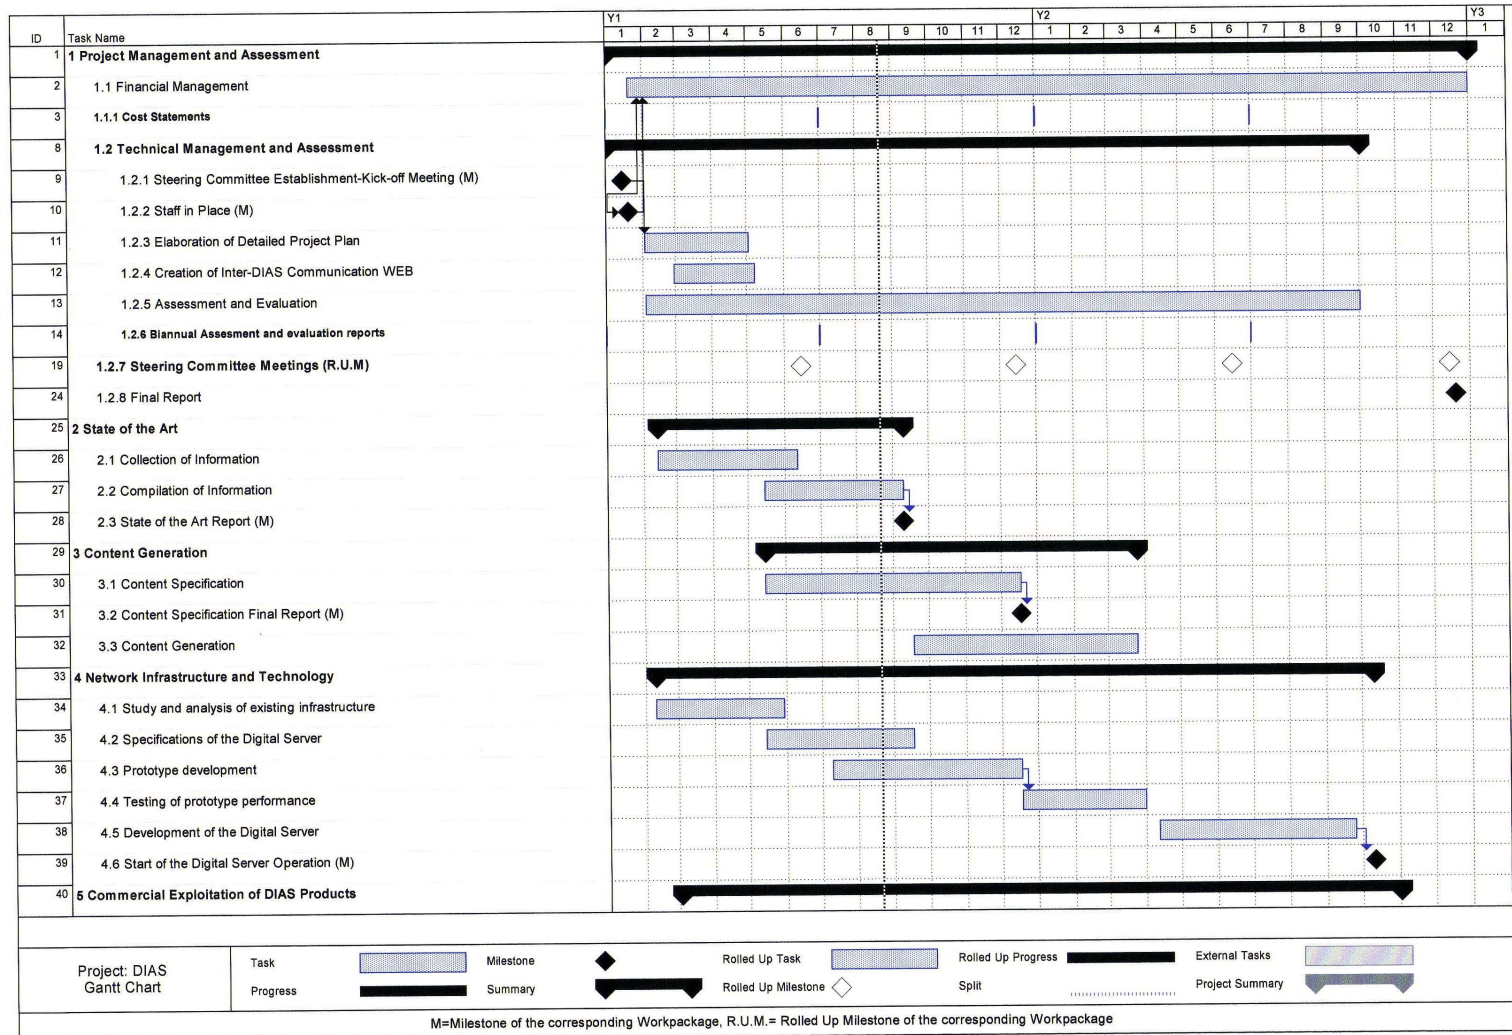 Y1 Y2 Y3
ID Task Name 1 2 3 4 5 6 7 8 9 10 11 12 1 2 3 4 5 6 7 8 9 10 11 12 1
1 1 Project Management and Assessment
2 1.1 Financial Management
3 1.1.1 Cost Statements
8 1.2 Technical Management and Assessment
9 1.2.1 Steering Committee Establishment-Kick-off Meeting (M)
10 1.2.2 Staff in Place (M)
11 1.2.3 Elaboration of Detailed Project Plan
12 1.2.4 Creation of Inter-DIAS Communication WEB
13 1.2.5 Assessment and Evaluation
14 1.2.6 Biannual Assesment and evaluation reports
19 1.2.7 Steering Committee Meetings (R.U.M)
24 1.2.8 Final Report
25 2 State of the Art
26 2.1 Collection of Information
27 2.2 Compilation of Information
28 2.3 State of the Art Report (M)
29 3 Content Generation
30 3.1 Content Specification
31 3.2 Content Specification Final Report (M)
32 3.3 Content Generation
33 4 Network Infrastructure and Technology
34 4.1 Study and analysis of existing infrastructure
35 4.2 Specifications of the Digital Server
36 4.3 Prototype development
37 4.4 Testing of prototype performance
38 4.5 Development of the Digital Server
39 4.6 Start of the Digital Server Operation (M)
40 5 Commercial Exploitation of DIAS Products
Project: DIAS
Gantt Chart
Task Milestone Rolled Up Task Rolled Up Progress External Tasks
Progress Summary Rolled Up Milestone Split Project Summary
M=Milestone of the corresponding Workpackage, R.U.M.= Rolled Up Milestone of the corresponding Workpackage